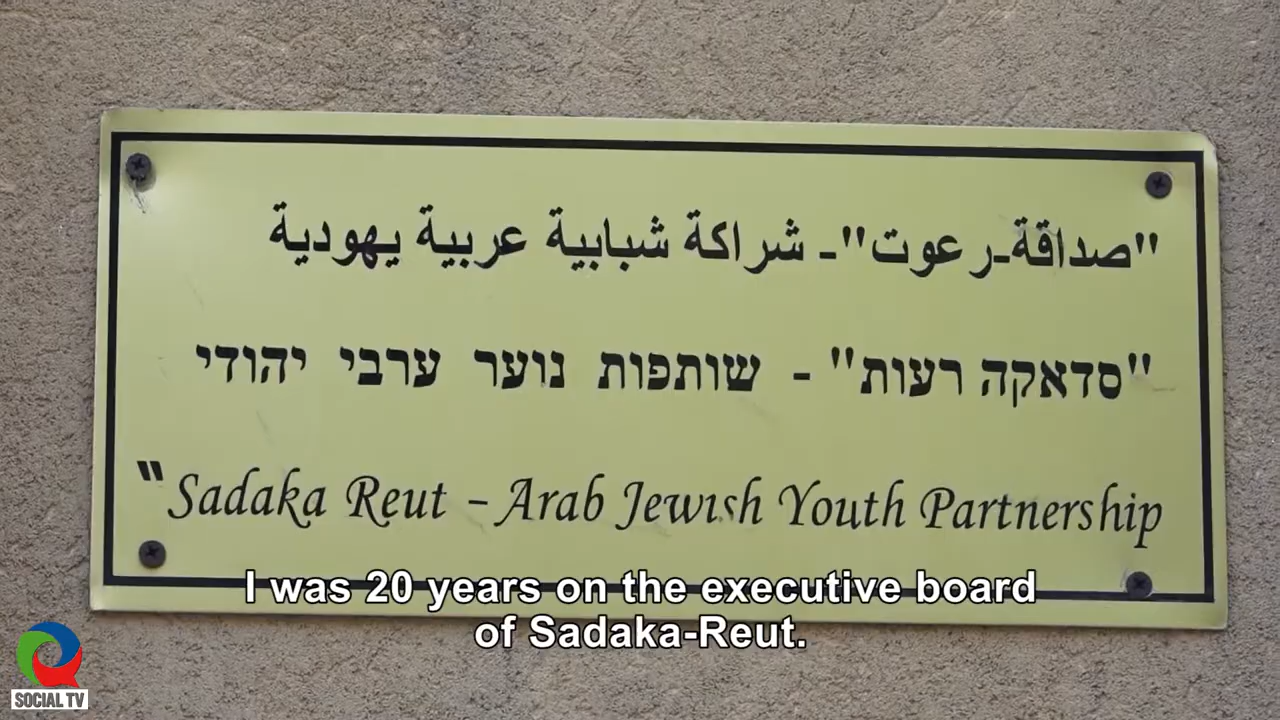 "صداقة-رعوت"- شراكة شبابية عربية يهودية
"סדאקה רעות" - שותפות נוער ערבי יהודי
"Sadaka Reut - Arab Jewish Youth Partnership
I was 20 years on the executive board
of Sadaka-Reut.
SOCIAL TV